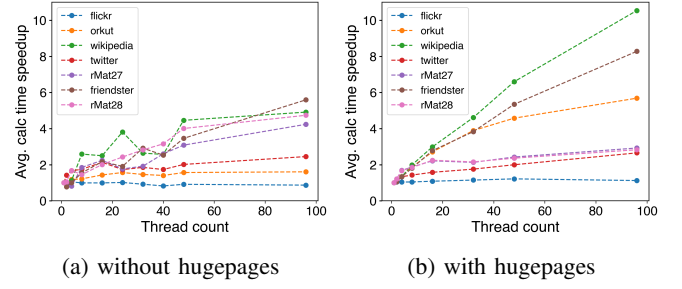 flickr
orkut
wikipedia
twitter
rMat27
friendster
rMat28
Avg. calc time speedup
10
8
6
4
2
0
0 20 40 60 80 100
Thread count
(a) without hugepages
flickr
orkut
wikipedia
twitter
rMat27
friendster
rMat28
Avg. calc time speedup
10
8
6
4
2
0
0 20 40 60 80 100
Thread count
(b) with hugepages